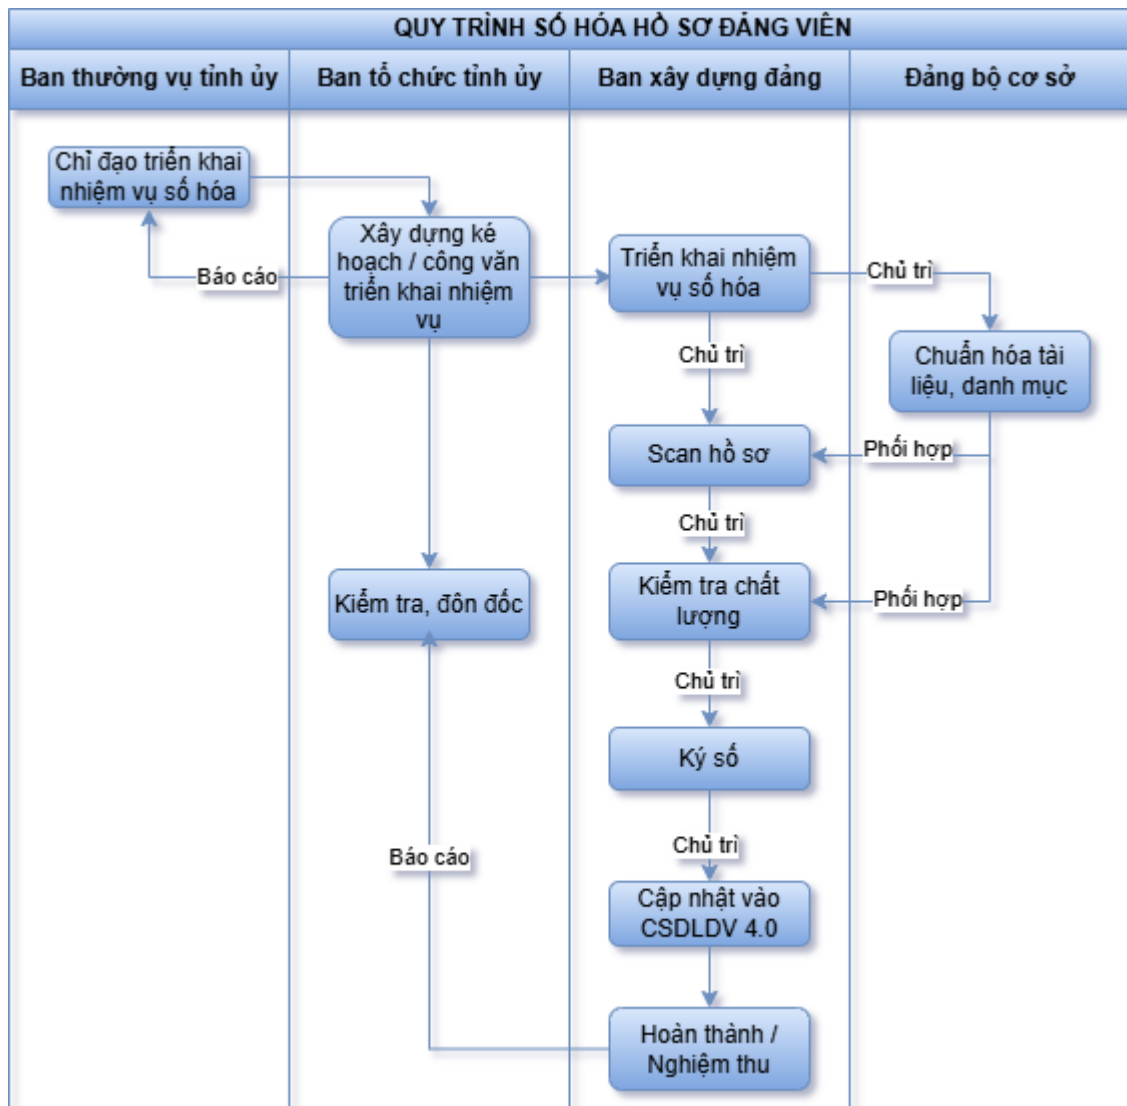 QUY TRÌNH SỐ HÓA HỒ SƠ ĐẢNG VIÊN
Ban thường vụ tỉnh ủy
Ban tổ chức tỉnh ủy
Ban xây dựng đảng
Đảng bộ cơ sở
Chỉ đạo triển khai
nhiệm vụ số hóa
Xây dựng ké
hoạch / công văn
triển khai nhiệm
vụ
Báo cáo
Triển khai nhiệm
vụ số hóa
Chủ trì
Chuẩn hóa tài
liệu, danh mục
Chủ trì
Scan hồ sơ
Phối hợp
Chủ trì
Kiểm tra, đôn đốc
Kiểm tra chất
lượng
Phối hợp
Chủ trì
Ký số
Chủ trì
Báo cáo
Cập nhật vào
CSDLDV 4.0
Hoàn thành /
Nghiệm thu